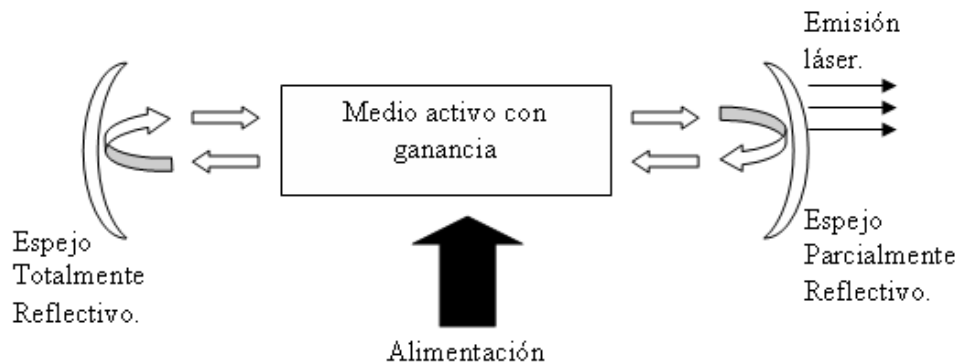 Emisión
láser.
Medio activo con
ganancia
Espejo
Totalmente
Reflectivo.
Espejo
Parcialmente
Reflectivo.
Alimentación